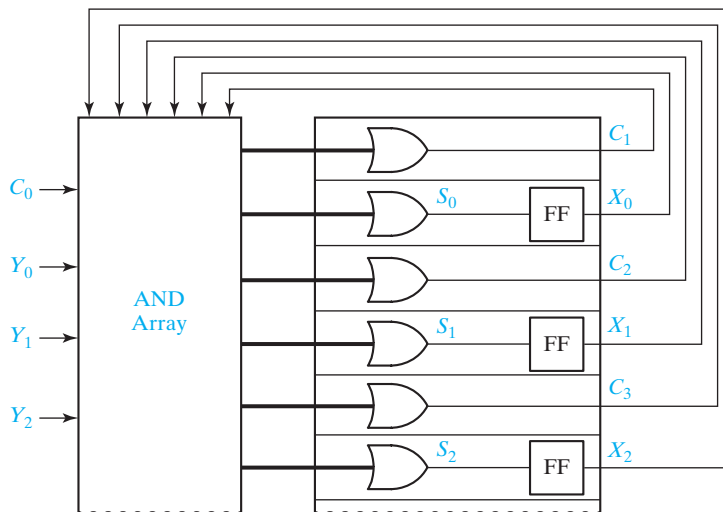 C₁
C₀
S₀
FF
X₀
Y₀
AND
Array
C₂
Y₁
S₁
FF
X₁
C₃
Y₂
S₂
FF
X₂